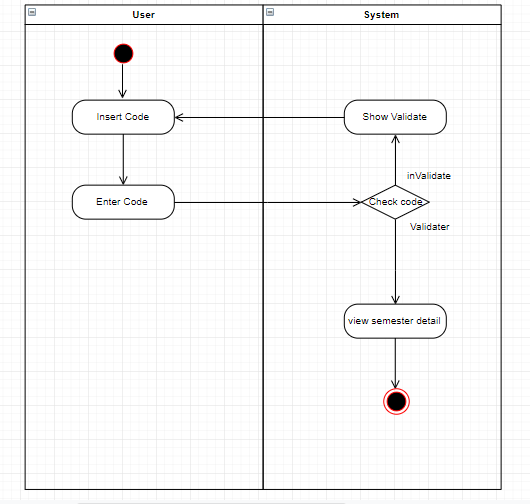 User
System
Insert Code
Show Validate
inValidate
Enter Code
Check code
Validater
view semester detail